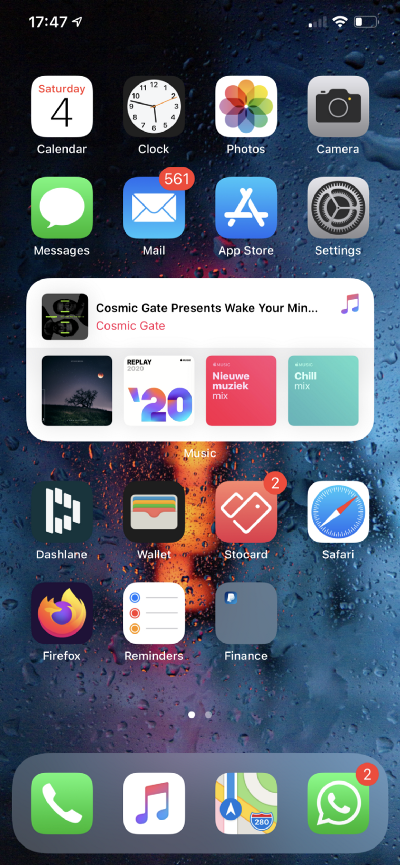 17:47
Saturday
4
Calendar
Clock
Photos
Camera
561
Messages
Mail
App Store
Settings
Cosmic Gate Presents Wake Your Min...
Cosmic Gate
REPLAY
2020
'20
MUSIC
Nieuwe
muziek
mix
MUSIC
Chill
mix
Music
2
Dashlane
Wallet
Stocard
Safari
Firefox
Reminders
Finance
280
2